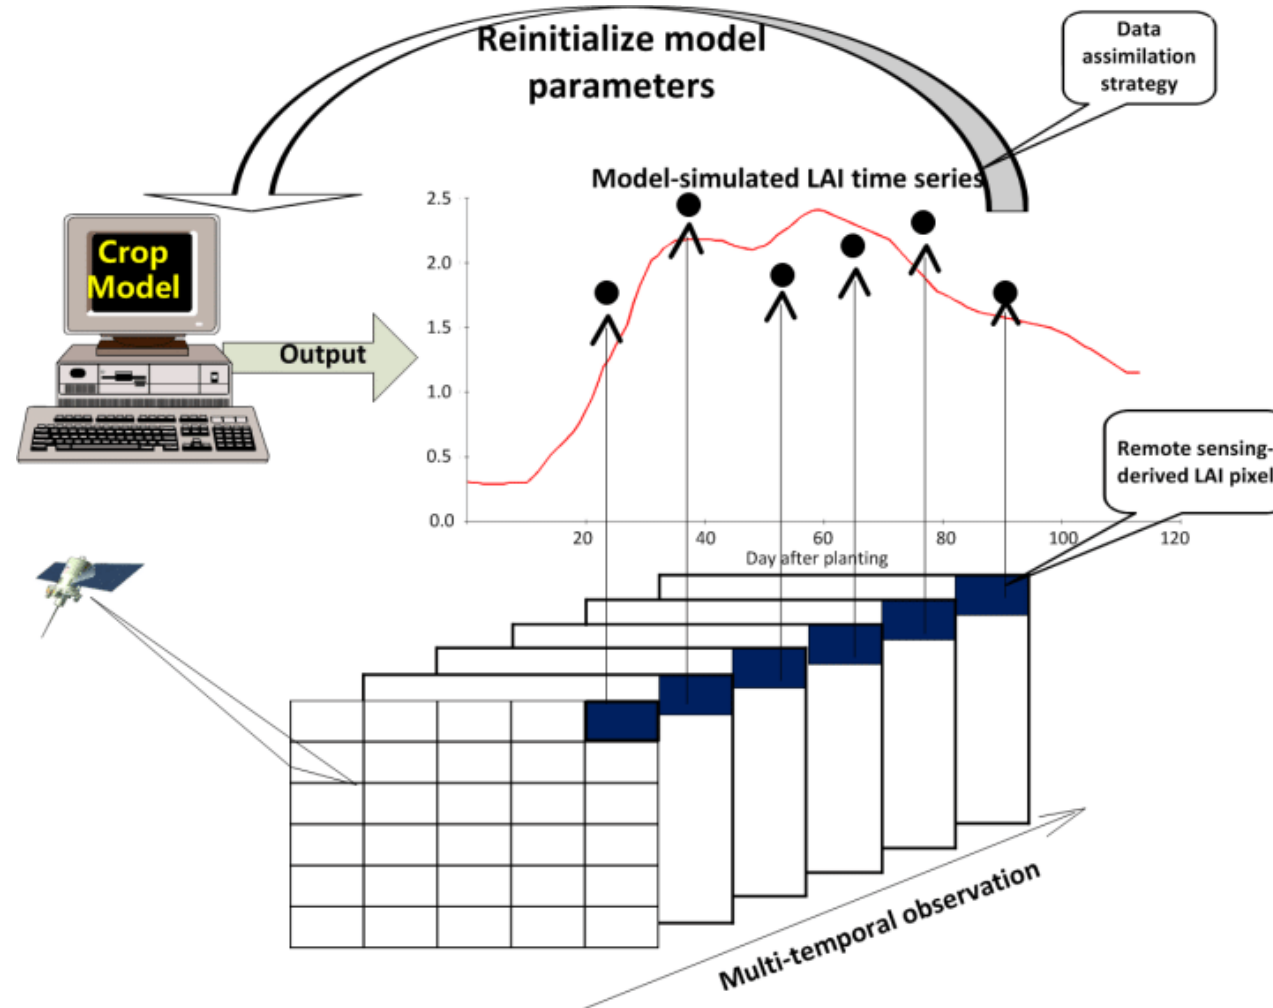 Reinitialize model
parameters
Data
assimilation
strategy
Model-simulated LAI time series
Crop
Model
Output
2.5
2.0
1.5
1.0
0.5
0.0
20
40
60
80
100
120
Day after planting
Remote sensing-
derived LAI pixel
Multi-temporal observation